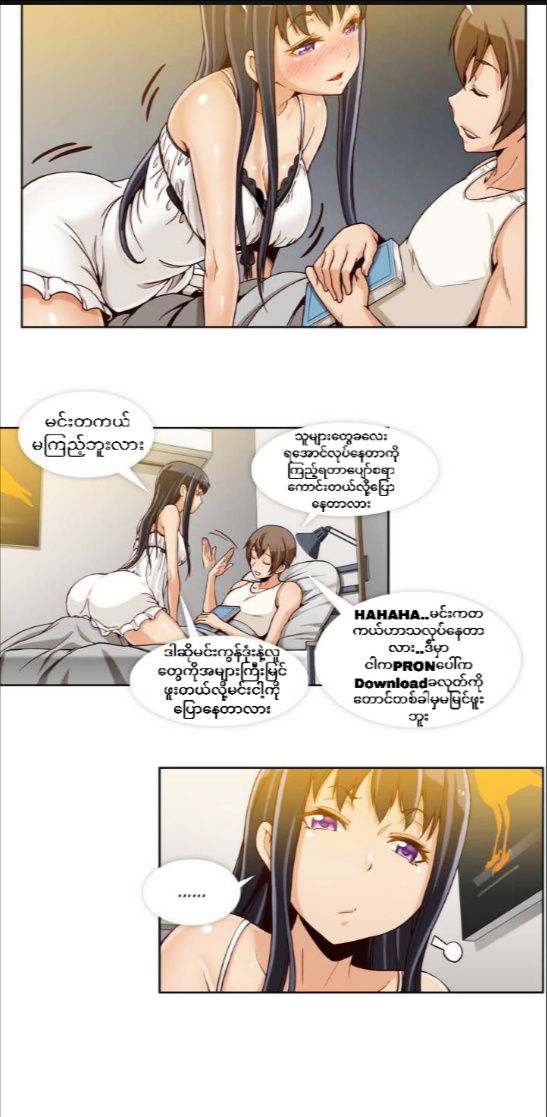 မင်းတကယ်
မကြည့်ဘူးလား
သူများတွေခလေး
ရအောင်လုပ်နေတာကို
ကြည့်ရတာပျော်စရာ
ကောင်းတယ်လို့ပြော
နေတာလား
HAHAHA..မင်းကတ
ကယ်ဟာသလုပ်နေတာ
လား..ဒီမှာ
ငါကPRONပေါ်က
Downloadခလုတ်ကို
တောင်တစ်ခါမှမမြင်ဖူး
ဘူး
ဒါဆိုမင်းကွန်ဒုံးနဲ့လူ
တွေကိုအများကြီးမြင်
ဖူးတယ်လို့မင်းငါ့ကို
ပြောနေတာလား
......